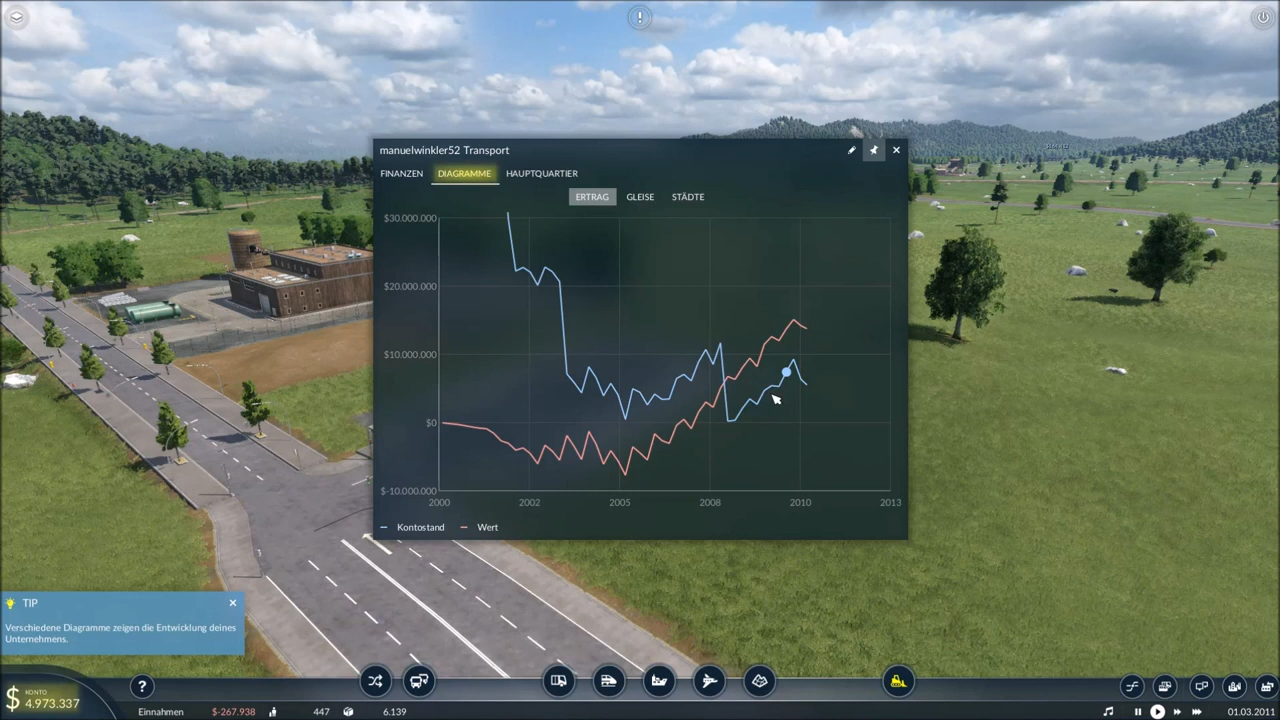 manuelwinkler52 Transport
FINANZEN DIAGRAMME HAUPTQUARTIER
ERTRAG GLEISE STÄDTE
$30.000.000
$20.000.000
$10.000.000
$0
$-10.000.000
2000 2002 2005 2008 2010 2013
Kontostand Wert
TIP
Verschiedene Diagramme zeigen die Entwicklung deines
Unternehmens.
KONTO
$ 4.973.337
?
Einnahmen $-267.938 447 6.139 01.03.2011